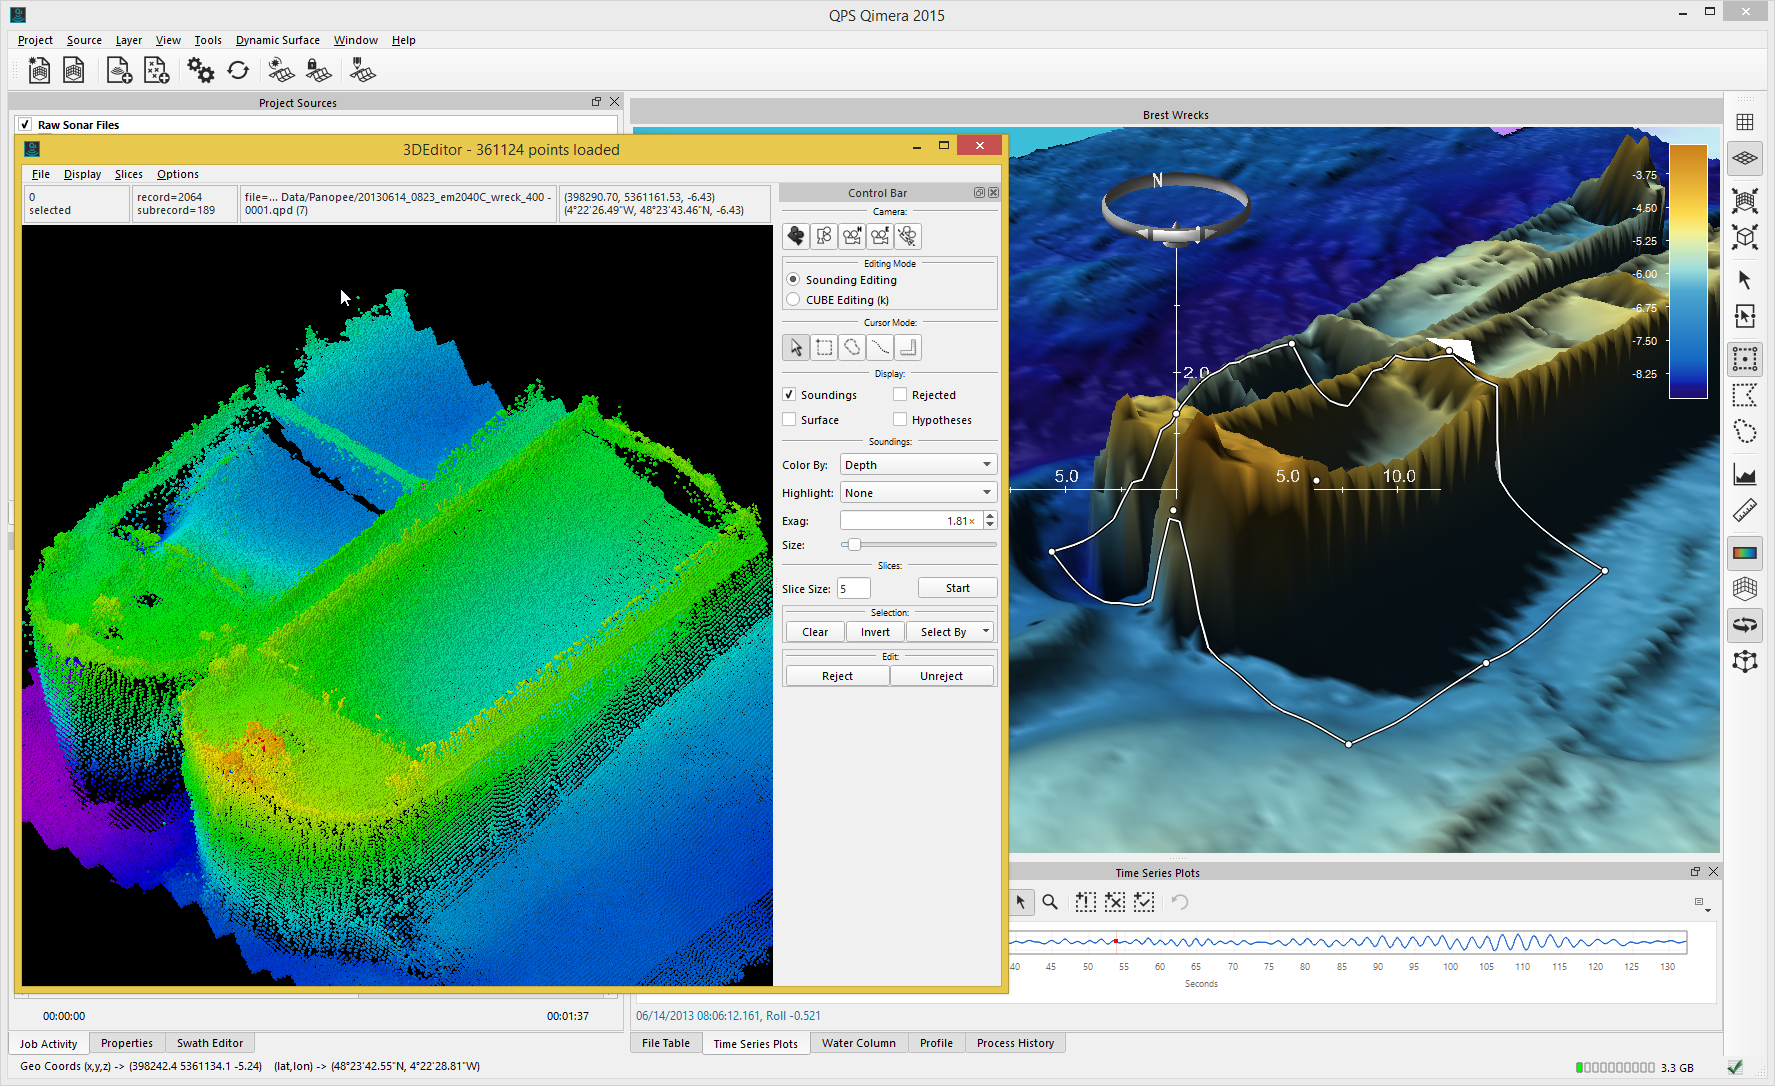 QPS Qimera 2015
Project Source Layer View Tools Dynamic Surface Window Help
Project Sources
Raw Sonar Files
3DEditor - 361124 points loaded
File Display Slices Options
0
selected
record=2064
subrecord=189
file=... Data/Panopee/20130614_0823_em2040C_wreck_400 -
0001.qpd (7)
(398290.70, 5361161.53, -6.43)
(4°22'26.49"W, 48°23'43.46"N, -6.43)
Control Bar
Camera:
Editing Mode
Sounding Editing
CUBE Editing (k)
Cursor Mode:
Display:
Soundings Rejected
Surface Hypotheses
Soundings:
Color By: Depth
Highlight: None
Exag: 1.81×
Size:
Slices:
Slice Size: 5 Start
Selection:
Clear Invert Select By
Edit:
Reject Unreject
Brest Wrecks
N
2.0
5.0 5.0 10.0
-3.75
-4.50
-5.25
-6.00
-6.75
-7.50
-8.25
Time Series Plots
40 45 50 55 60 65 70 75 80 85 90 95 100 105 110 115 120 125 130
Seconds
06/14/2013 08:06:12.161, Roll -0.521
00:00:00 00:01:37
Job Activity Properties Swath Editor
File Table Time Series Plots Water Column Profile Process History
Geo Coords (x,y,z) -> (398242.4 5361134.1 -5.24) (lat,lon) -> (48°23'42.55"N, 4°22'28.81"W)
3.3 GB